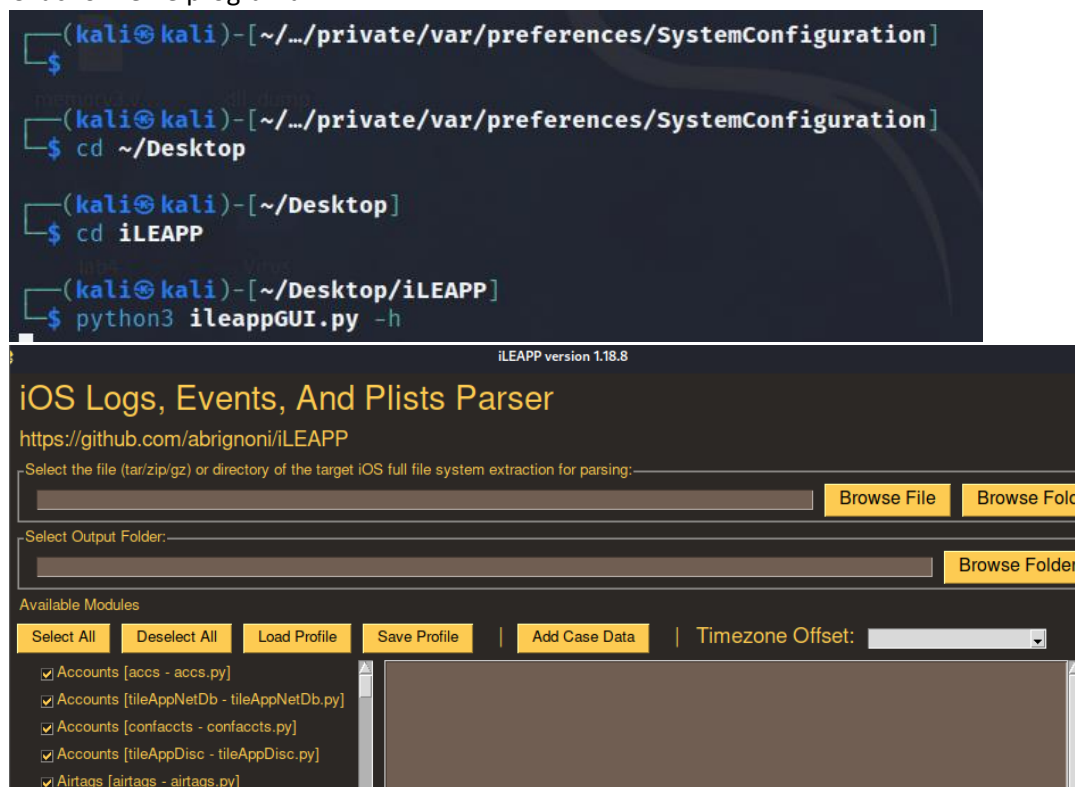 ┌──(kali㉿kali)-[~/…/private/var/preferences/SystemConfiguration]
└─$
┌──(kali㉿kali)-[~/…/private/var/preferences/SystemConfiguration]
└─$ cd ~/Desktop
┌──(kali㉿kali)-[~/Desktop]
└─$ cd iLEAPP
┌──(kali㉿kali)-[~/Desktop/iLEAPP]
└─$ python3 ileappGUI.py -h
iLEAPP version 1.18.8
iOS Logs, Events, And Plists Parser
https://github.com/abrignoni/iLEAPP
Select the file (tar/zip/gz) or directory of the target iOS full file system extraction for parsing:
Browse File Browse Fold
Select Output Folder:
Browse Folder
Available Modules
Select All Deselect All Load Profile Save Profile | Add Case Data | Timezone Offset:
Accounts [accs - accs.py]
Accounts [tileAppNetDb - tileAppNetDb.py]
Accounts [confaccts - confaccts.py]
Accounts [tileAppDisc - tileAppDisc.py]
Airtags [airtags - airtags.py]